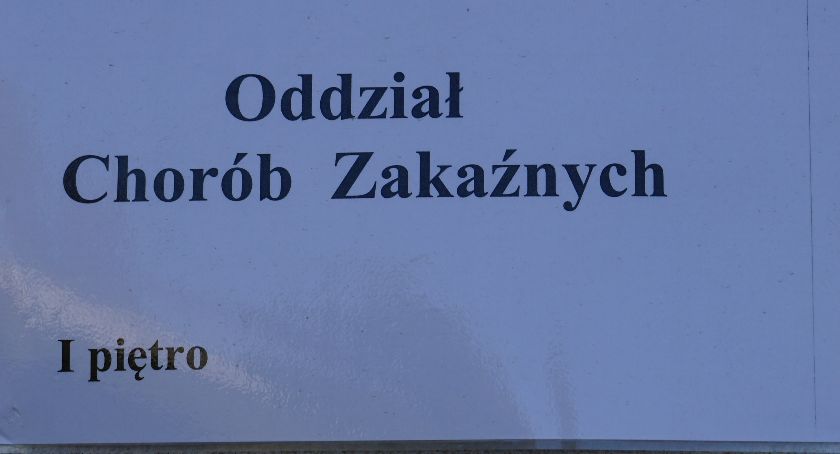 Oddział
Chorób Zakaźnych
I piętro